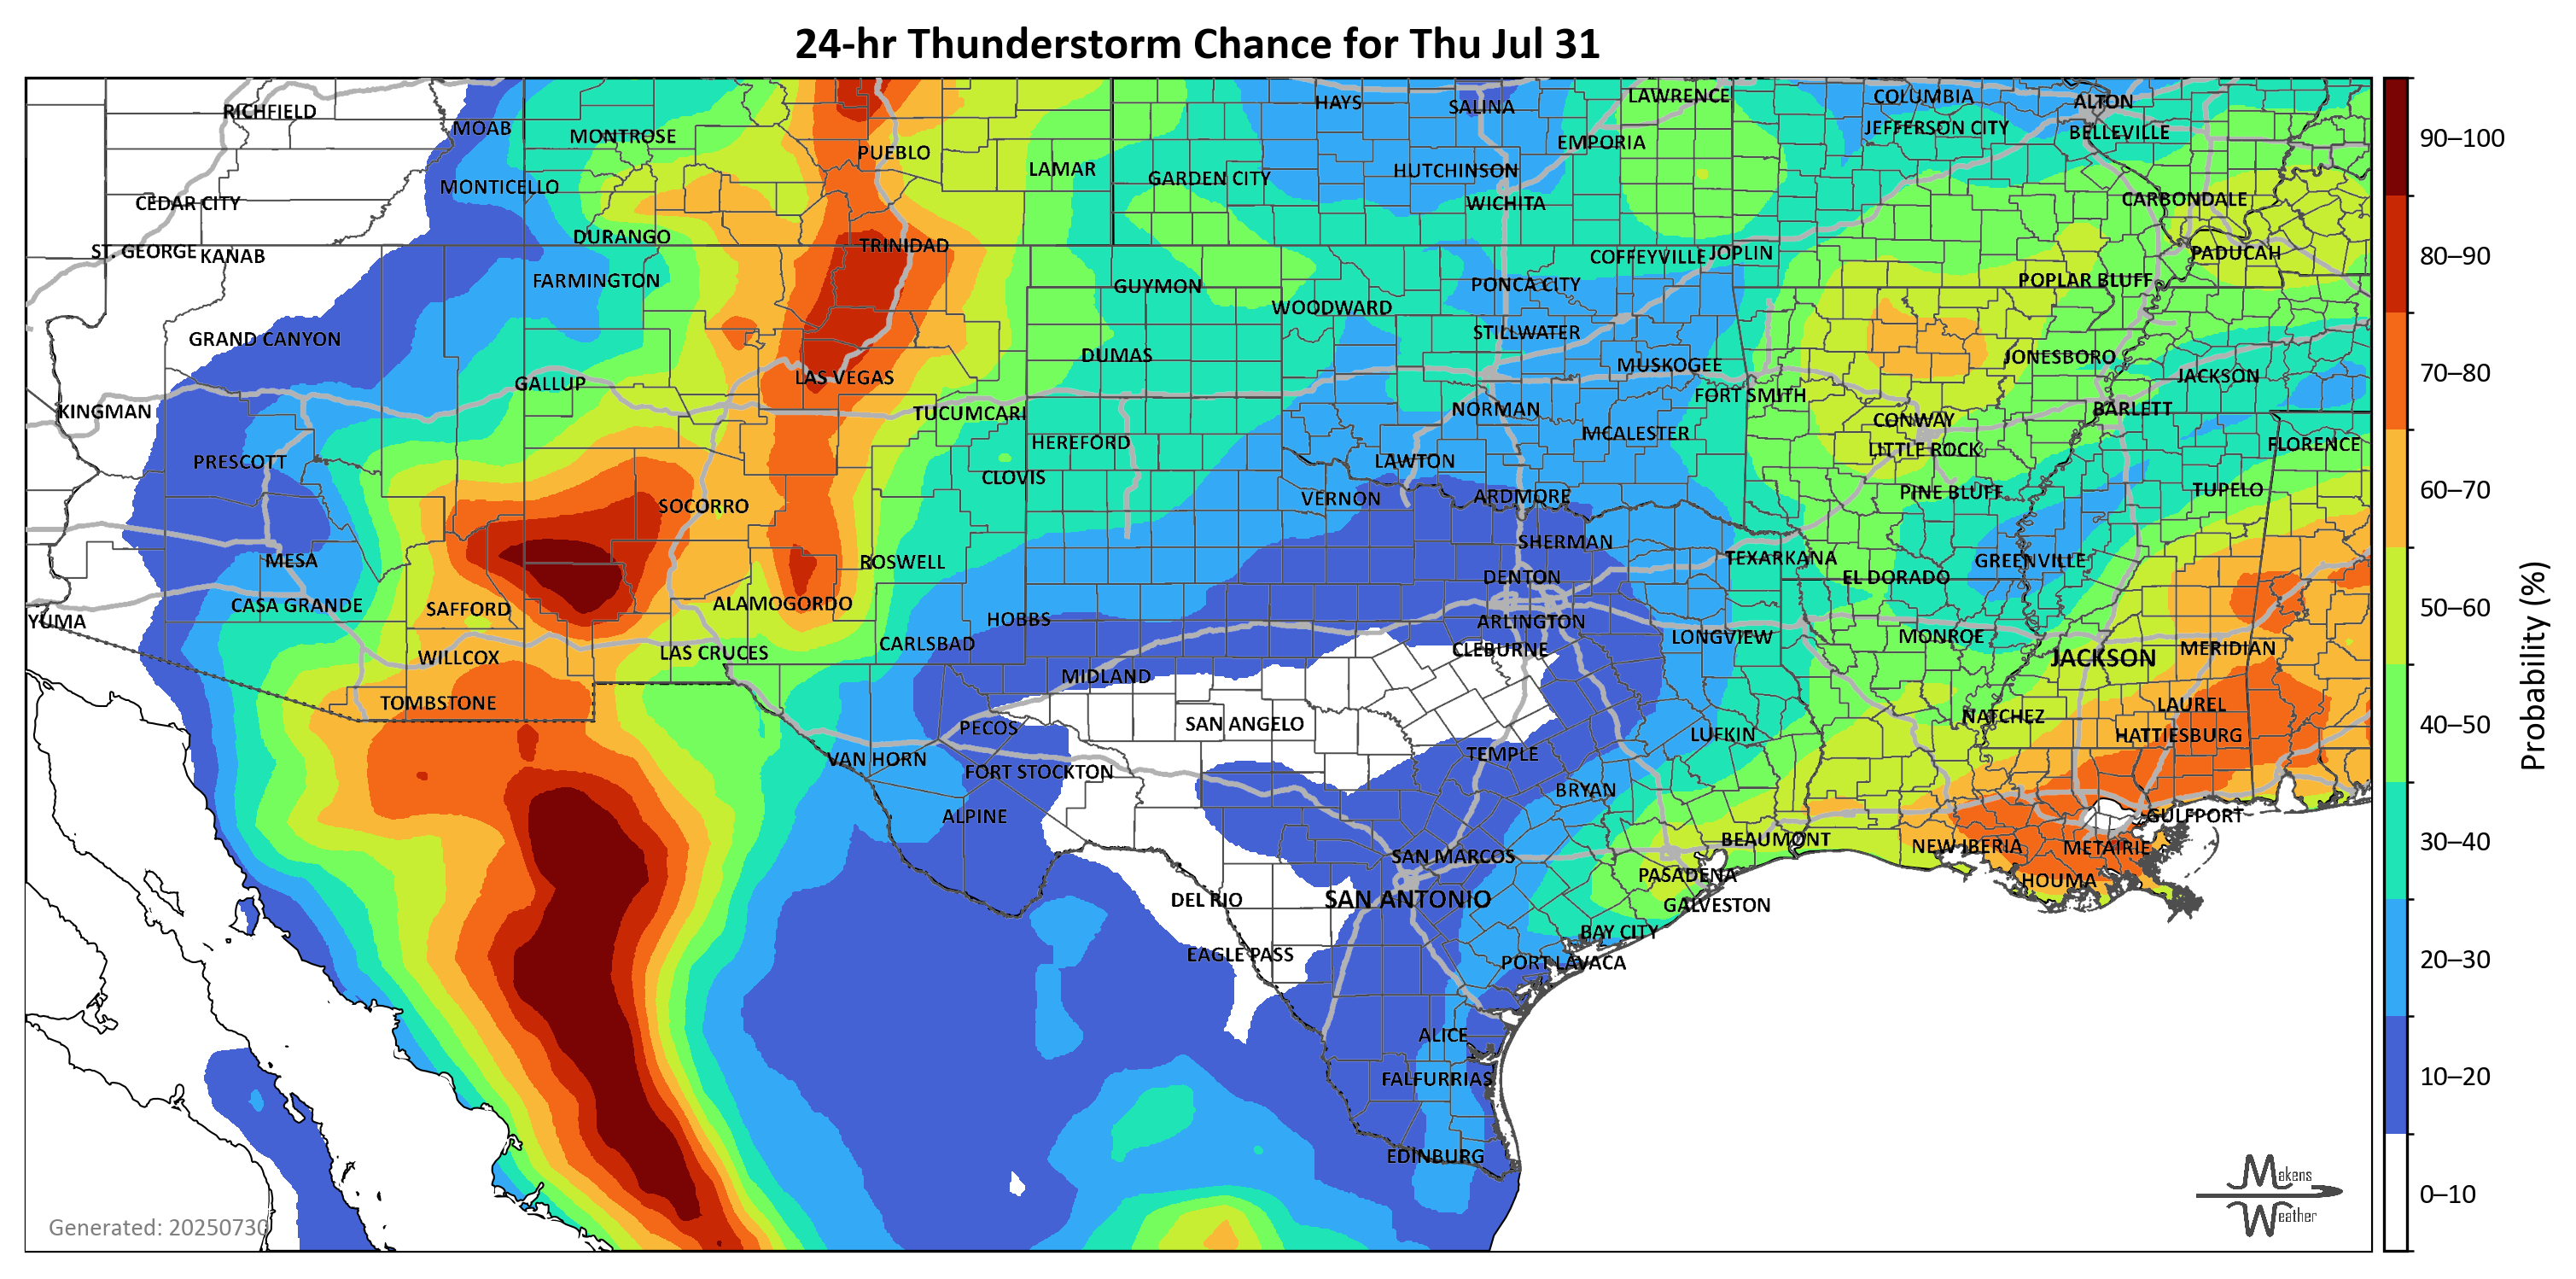 24-hr Thunderstorm Chance for Thu Jul 31
RICHFIELD
MOAB
MONTROSE
PUEBLO
LAMAR
GARDEN CITY
HAYS
SALINA
LAWRENCE
EMPORIA
HUTCHINSON
WICHITA
COLUMBIA
JEFFERSON CITY
ALTON
BELLEVILLE
CARBONDALE
MONTICELLO
CEDAR CITY
ST. GEORGE
KANAB
DURANGO
TRINIDAD
FARMINGTON
GUYMON
WOODWARD
PONCA CITY
COFFEYVILLE
JOPLIN
POPLAR BLUFF
PADUCAH
GRAND CANYON
STILLWATER
DUMAS
MUSKOGEE
JONESBORO
JACKSON
KINGMAN
GALLUP
LAS VEGAS
TUCUMCARI
NORMAN
FORT SMITH
CONWAY
BARLETT
HEREFORD
MCALESTER
LITTLE ROCK
FLORENCE
PRESCOTT
CLOVIS
LAWTON
SOCORRO
VERNON
ARDMORE
PINE BLUFF
TUPELO
MESA
ROSWELL
SHERMAN
TEXARKANA
GREENVILLE
DENTON
EL DORADO
CASA GRANDE
SAFFORD
ALAMOGORDO
HOBBS
ARLINGTON
YUMA
WILLCOX
LAS CRUCES
CARLSBAD
CLEBURNE
LONGVIEW
MONROE
JACKSON
MERIDIAN
MIDLAND
TOMBSTONE
PECOS
SAN ANGELO
NATCHEZ
LAUREL
VAN HORN
FORT STOCKTON
TEMPLE
LUFKIN
HATTIESBURG
ALPINE
BRYAN
GULFPORT
SAN MARCOS
BEAUMONT
NEW IBERIA
METAIRIE
DEL RIO
SAN ANTONIO
PASADENA
GALVESTON
HOUMA
EAGLE PASS
BAY CITY
PORT LAVACA
ALICE
FALFURRIAS
EDINBURG
Generated: 20250730
Makens
Weather
90–100
80–90
70–80
60–70
50–60
40–50
30–40
20–30
10–20
0–10
Probability (%)